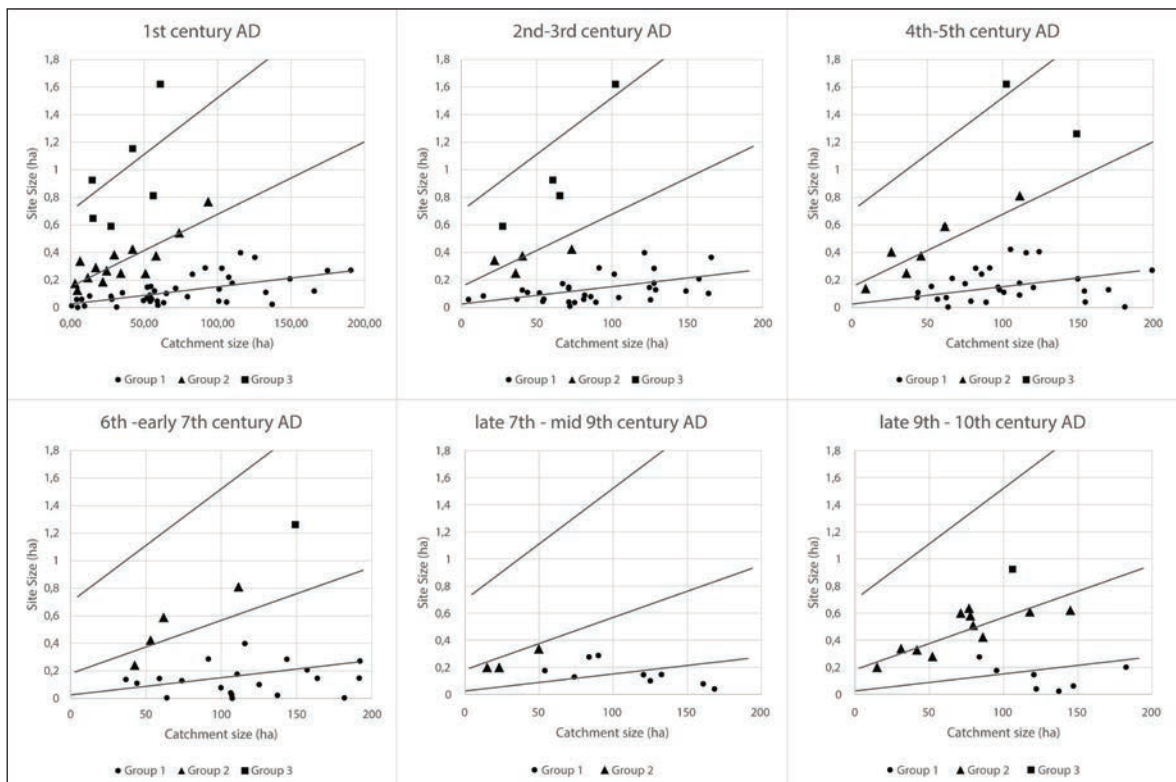 1st century AD
1,8
1,6
1,4
1,2
1
0,8
0,6
0,4
0,2
0
Site Size (ha)
0,00 50,00 100,00 150,00 200,00
Catchment size (ha)
Group 1 Group 2 Group 3
2nd-3rd century AD
1,8
1,6
1,4
1,2
1
0,8
0,6
0,4
0,2
0
Site Size (ha)
0 50 100 150 200
Catchment size (ha)
Group 1 Group 2 Group 3
4th-5th century AD
1,8
1,6
1,4
1,2
1
0,8
0,6
0,4
0,2
0
Site Size (ha)
0 50 100 150 200
Catchment size (ha)
Group 1 Group 2 Group 3
6th -early 7th century AD
1,8
1,6
1,4
1,2
1
0,8
0,6
0,4
0,2
0
Site Size (ha)
0 50 100 150 200
Catchment size (ha)
Group 1 Group 2 Group 3
late 7th - mid 9th century AD
1,8
1,6
1,4
1,2
1
0,8
0,6
0,4
0,2
0
Site Size (ha)
0 50 100 150 200
Catchment size (ha)
Group 1 Group 2
late 9th - 10th century AD
1,8
1,6
1,4
1,2
1
0,8
0,6
0,4
0,2
0
Site Size (ha)
0 50 100 150 200
Catchment size (ha)
Group 1 Group 2 Group 3